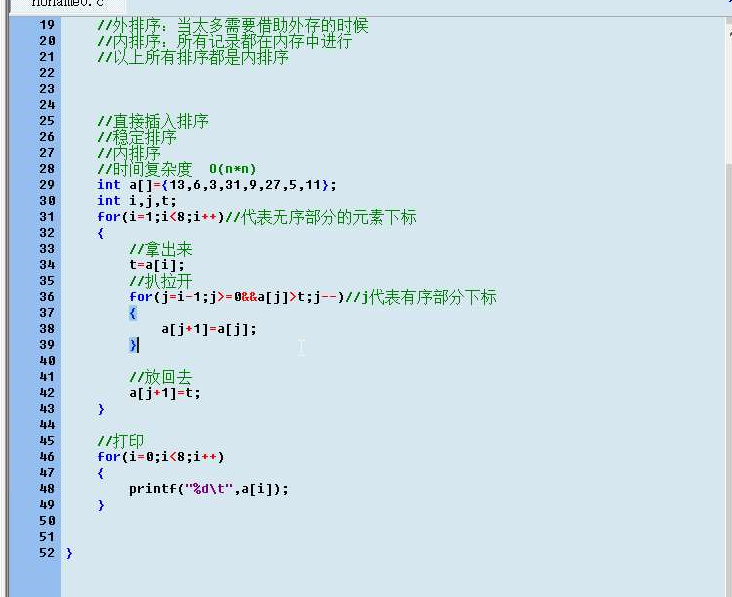 noname0.c
19 //外排序：当太多需要借助外存的时候
20 //内排序：所有记录都在内存中进行
21 //以上所有排序都是内排序
22
23
24
25 //直接插入排序
26 //稳定排序
27 //内排序
28 //时间复杂度  O(n*n)
29 int a[]={13,6,3,31,9,27,5,11};
30 int i,j,t;
31 for(i=1;i<8;i++)//代表无序部分的元素下标
32 {
33 //拿出来
34 t=a[i];
35 //扒拉开
36 for(j=i-1;j>=0&&a[j]>t;j--)//j代表有序部分下标
37 {
38 a[j+1]=a[j];
39 }
40
41 //放回去
42 a[j+1]=t;
43 }
44
45 //打印
46 for(i=0;i<8;i++)
47 {
48 printf("%d\t",a[i]);
49 }
50
51
52 }